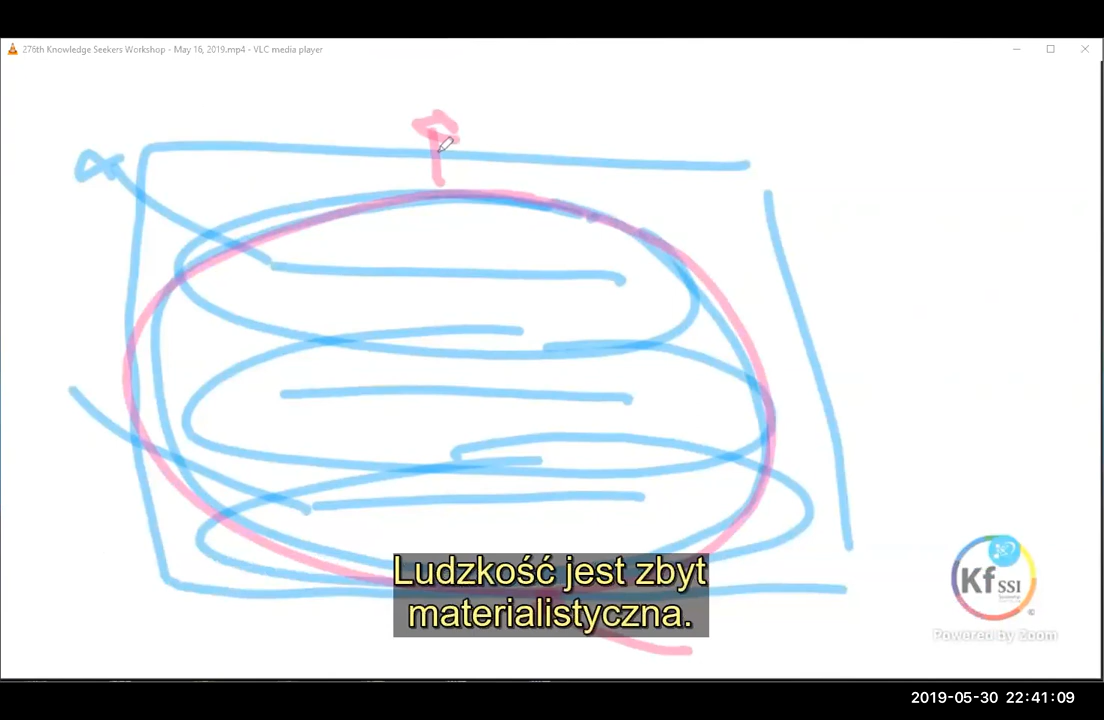 276th Knowledge Seekers Workshop - May 16, 2019.mp4 - VLC media player
Ludzkość jest zbyt
materialistyczna.
Kf SSI
©
Powered by Zoom
2019-05-30 22:41:09